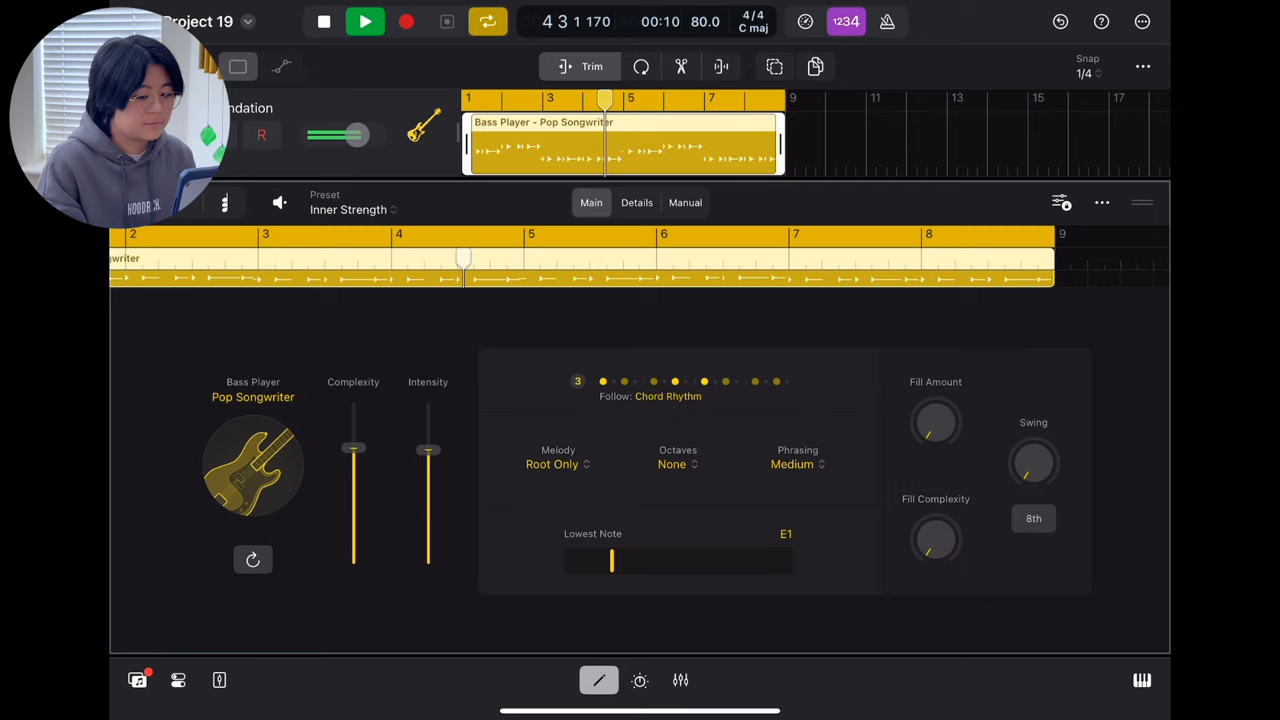 Project 19
4 3 1 170
00:10
80.0
4/4
C maj
1234
Trim
Snap
1/4
ndation
R
1
3
5
7
9
11
13
15
17
Bass Player - Pop Songwriter
Preset
Inner Strength
Main
Details
Manual
2
3
4
5
6
7
8
9
gwriter
Bass Player
Pop Songwriter
Complexity
Intensity
3
Follow: Chord Rhythm
Melody
Root Only
Octaves
None
Phrasing
Medium
Lowest Note
E1
Fill Amount
Fill Complexity
Swing
8th